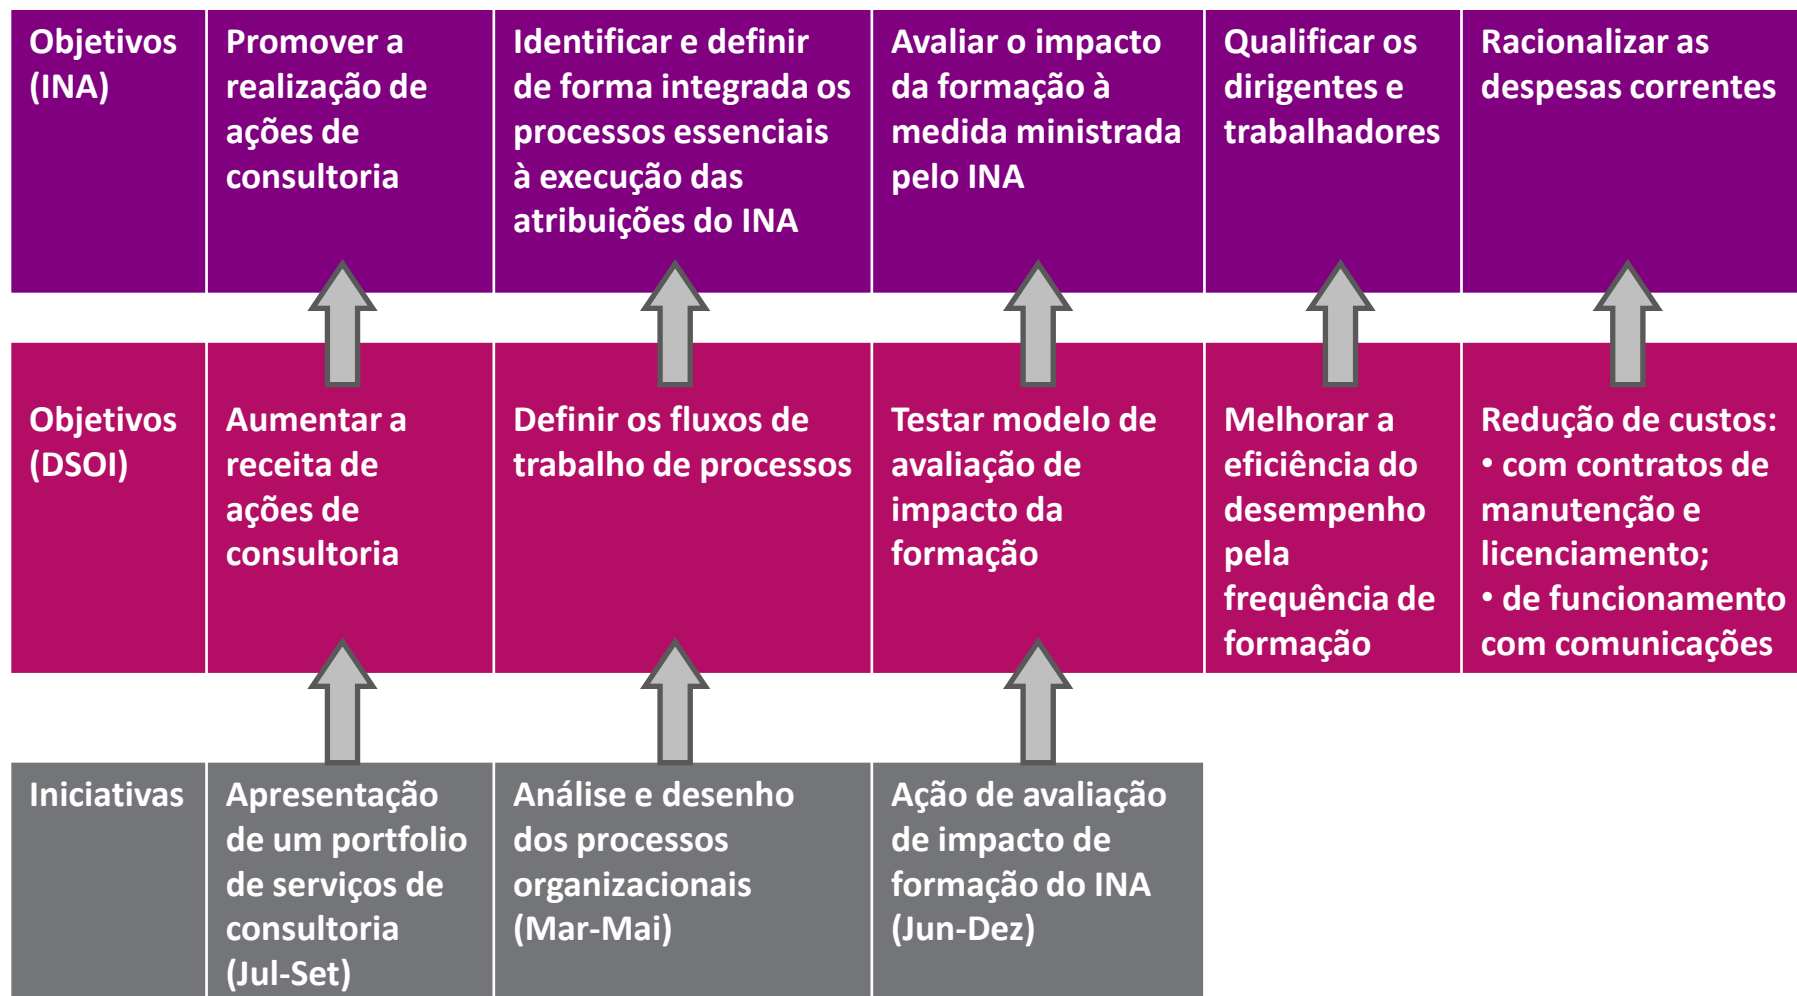 Objetivos
(INA)
Promover a
realização de
ações de
consultoria
Identificar e definir
de forma integrada os
processos essenciais
à execução das
atribuições do INA
Avaliar o impacto
da formação à
medida ministrada
pelo INA
Qualificar os
dirigentes e
trabalhadores
Racionalizar as
despesas correntes
Objetivos
(DSOI)
Aumentar a
receita de
ações de
consultoria
Definir os fluxos de
trabalho de processos
Testar modelo de
avaliação de
impacto da
formação
Melhorar a
eficiência do
desempenho
pela
frequência de
formação
Redução de custos:
• com contratos de
manutenção e
licenciamento;
• de funcionamento
com comunicações
Iniciativas
Apresentação
de um portfolio
de serviços de
consultoria
(Jul-Set)
Análise e desenho
dos processos
organizacionais
(Mar-Mai)
Ação de avaliação
de impacto de
formação do INA
(Jun-Dez)